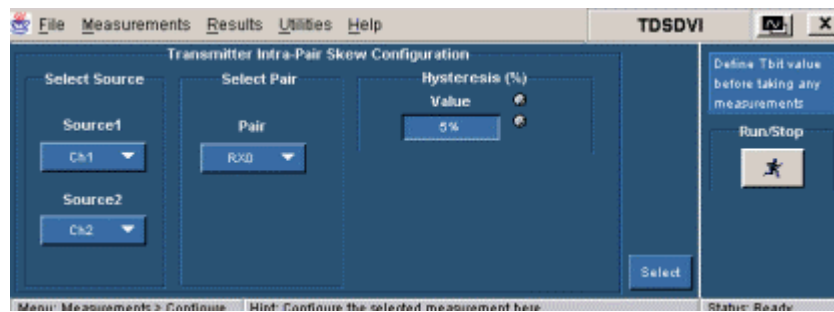 File Measurements Results Utilities Help TDSDVI X
Transmitter Intra-Pair Skew Configuration
Select Source
Source1
Ch1
Source2
Ch2
Select Pair
Pair
RX0
Hysteresis (%)
Value
5%
Select
Define Tbit value
before taking any
measurements
Run/Stop
Menu: Measurements > Configure Hint: Configure the selected measurement here Status: Ready